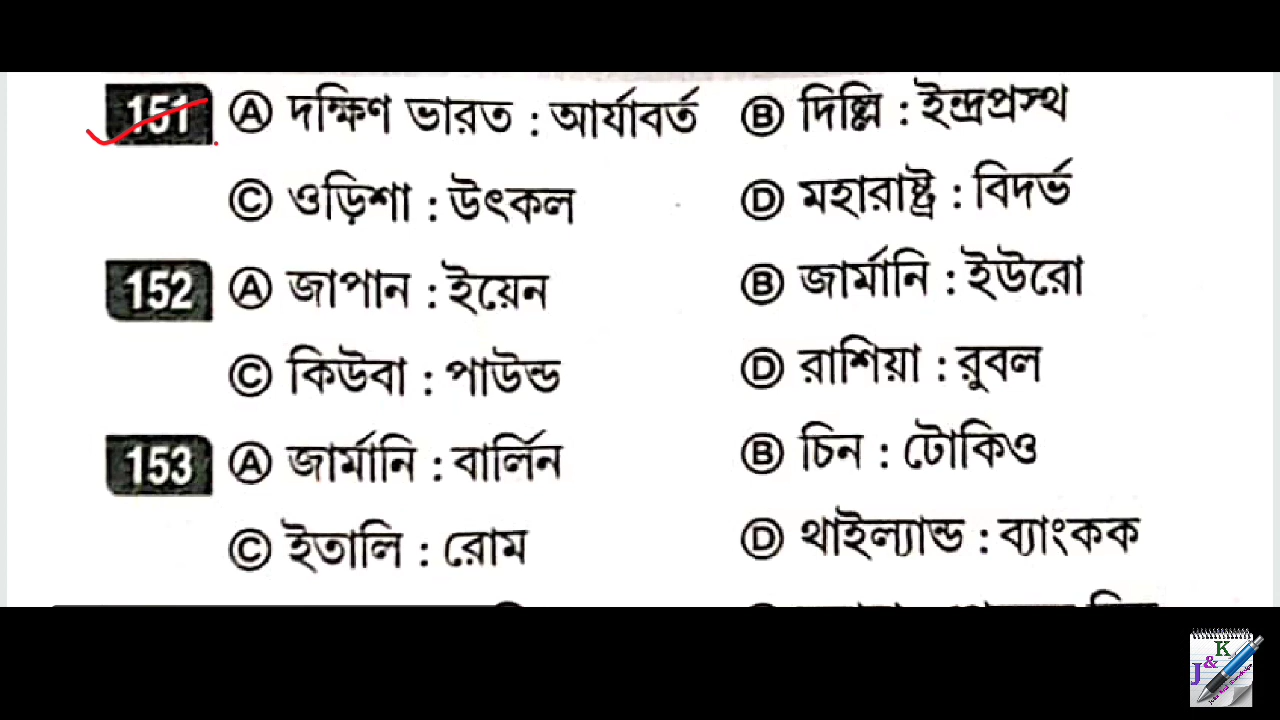 151 Ⓐ দক্ষিণ ভারত : আর্যাবর্ত Ⓑ দিল্লি : ইন্দ্রপ্রস্থ
Ⓒ ওড়িশা : উৎকল Ⓓ মহারাষ্ট্র : বিদর্ভ
152 Ⓐ জাপান : ইয়েন Ⓑ জার্মানি : ইউরো
Ⓒ কিউবা : পাউন্ড Ⓓ রাশিয়া : রুবল
153 Ⓐ জার্মানি : বার্লিন Ⓑ চিন : টোকিও
Ⓒ ইতালি : রোম Ⓓ থাইল্যান্ড : ব্যাংকক
J&K